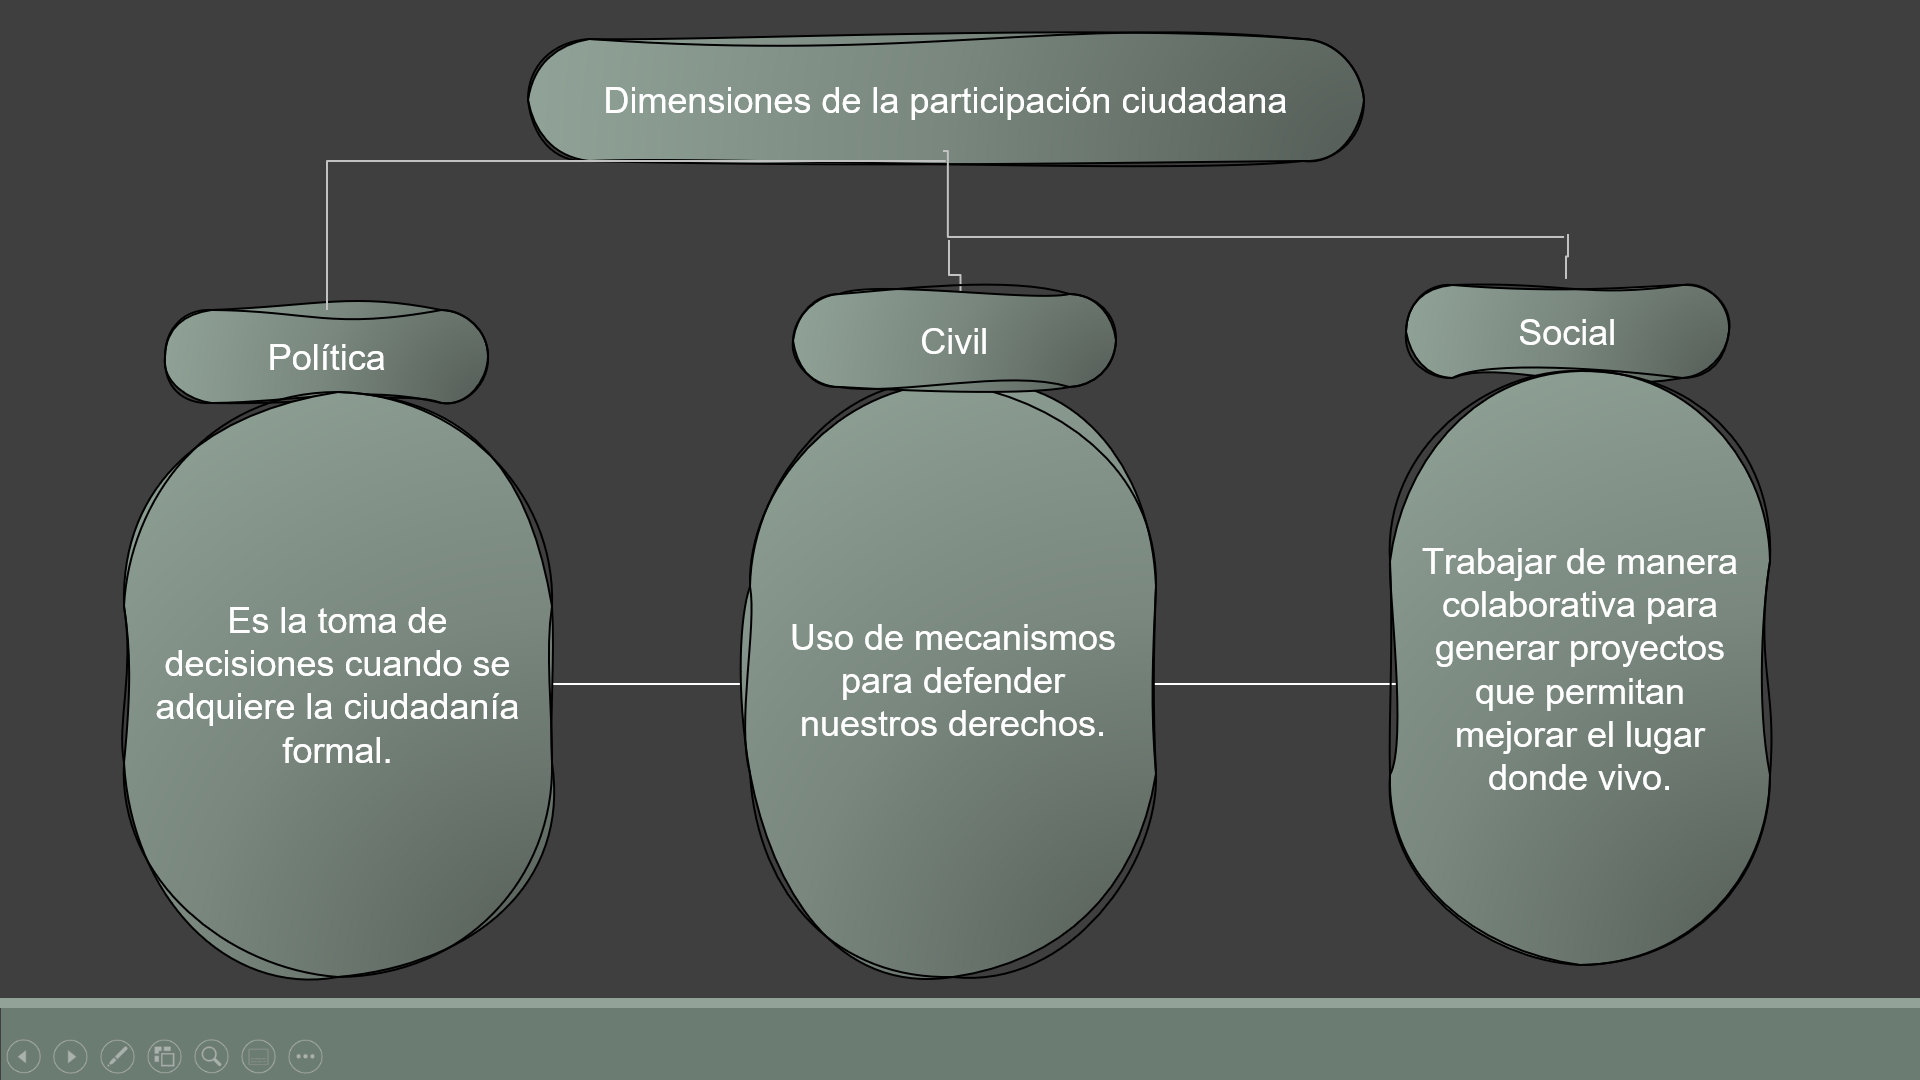 Dimensiones de la participación ciudadana
Política
Civil
Social
Es la toma de
decisiones cuando se
adquiere la ciudadanía
formal.
Uso de mecanismos
para defender
nuestros derechos.
Trabajar de manera
colaborativa para
generar proyectos
que permitan
mejorar el lugar
donde vivo.